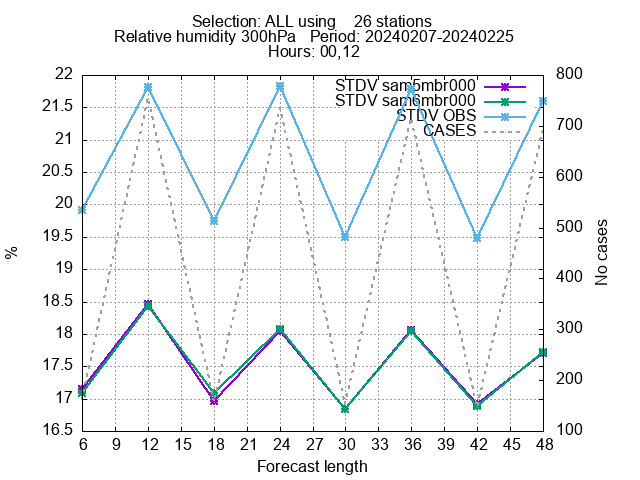 Selection: ALL using    26 stations
Relative humidity 300hPa   Period: 20240207-20240225
Hours: 00,12
STDV sam5mbr000
STDV sam6mbr000
STDV OBS
CASES
22
21.5
21
20.5
20
19.5
19
18.5
18
17.5
17
16.5
%
800
700
600
500
400
300
200
100
No cases
6 9 12 15 18 21 24 27 30 33 36 39 42 45 48
Forecast length